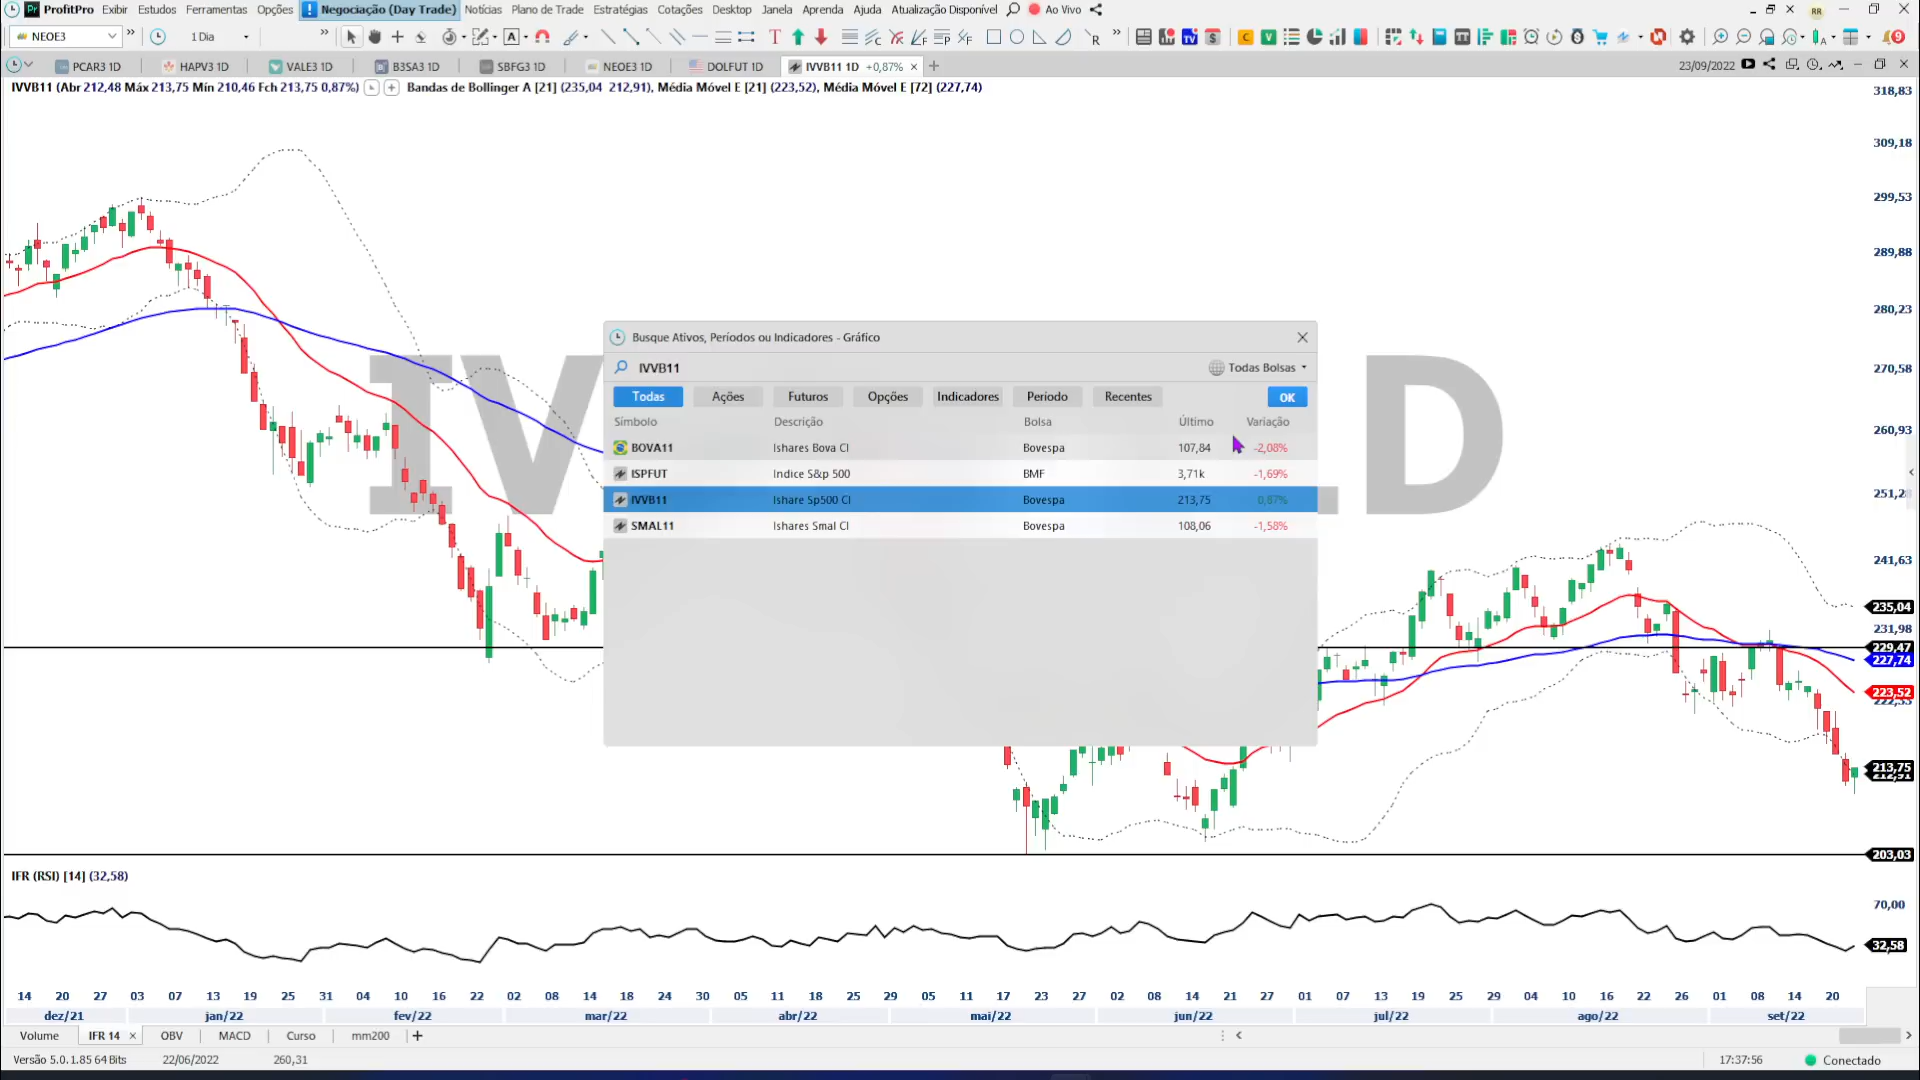 ProfitPro Exibir Estudos Ferramentas Opções ! Negociação (Day Trade) Notícias Plano de Trade Estratégias Cotações Desktop Janela Aprenda Ajuda Atualização Disponível Ao Vivo RR
NEOE3 1 Dia
PCAR3 1D HAPV3 1D VALE3 1D B3SA3 1D SBFG3 1D NEOE3 1D DOLFUT 1D IVVB11 1D +0,87% 23/09/2022
IVVB11 (Abr 212,48 Máx 213,75 Mín 210,46 Fch 213,75 0,87%) Bandas de Bollinger A [21] (235,04 212,91), Média Móvel E [21] (223,52), Média Móvel E [72] (227,74)
318,83
309,18
299,53
289,88
280,23
270,58
260,93
251,28
241,63
235,04
231,98
229,47
227,74
223,52
213,75
212,91
203,03
Busque Ativos, Períodos ou Indicadores - Gráfico
IVVB11 Todas Bolsas
Todas Ações Futuros Opções Indicadores Período Recentes OK
Símbolo Descrição Bolsa Último Variação
BOVA11 Ishares Bova CI Bovespa 107,84 -2,08%
ISPFUT Indice S&p 500 BMF 3,71k -1,69%
IVVB11 Ishare Sp500 CI Bovespa 213,75 0,87%
SMAL11 Ishares Smal CI Bovespa 108,06 -1,58%
IFR (RSI) [14] (32,58)
70,00
32,58
14 20 27 03 07 13 19 25 31 04 10 16 22 02 08 14 18 24 30 05 11 18 25 29 05 11 17 23 27 02 08 14 21 27 01 07 13 19 25 29 04 10 16 22 26 01 08 14 20
dez/21 jan/22 fev/22 mar/22 abr/22 mai/22 jun/22 jul/22 ago/22 set/22
Volume IFR 14 OBV MACD Curso mm200
Versão 5.0.1.85 64 Bits 22/06/2022 260,31 17:37:56 Conectado